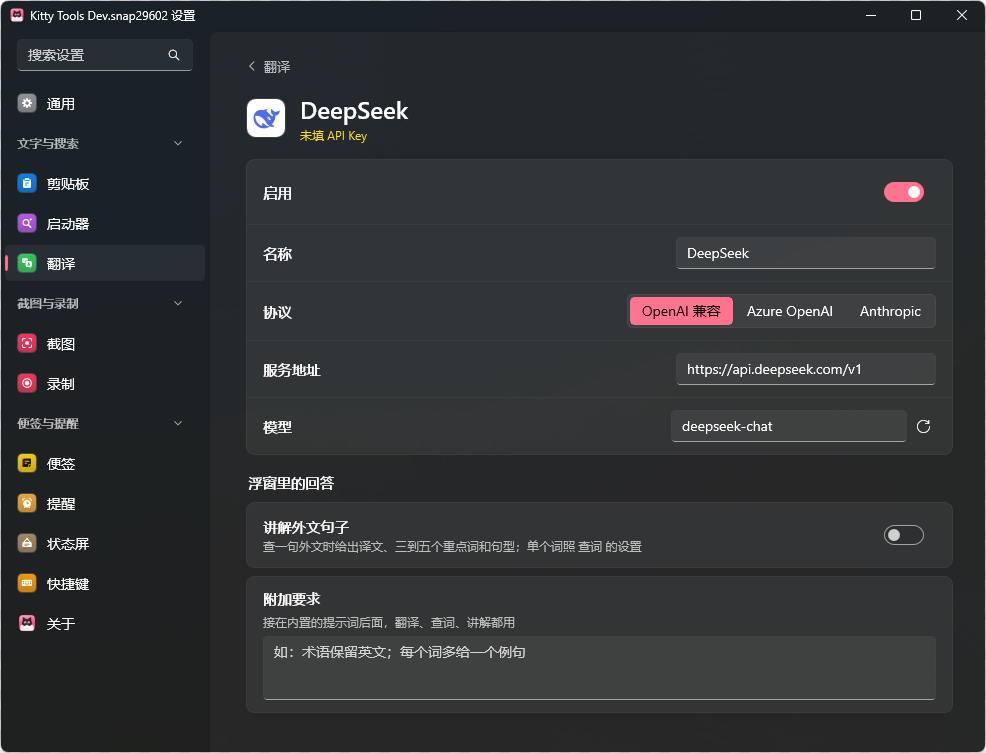 Kitty Tools Dev.snap29602 设置
搜索设置
通用
文字与搜索
剪贴板
启动器
翻译
截图与录制
截图
录制
便签与提醒
便签
提醒
状态屏
快捷键
关于
翻译
DeepSeek
未填 API Key
启用
名称 DeepSeek
协议 OpenAI 兼容 Azure OpenAI Anthropic
服务地址 https://api.deepseek.com/v1
模型 deepseek-chat
浮窗里的回答
讲解外文句子
查一句外文时给出译文、三到五个重点词和句型；单个词照 查词 的设置
附加要求
接在内置的提示词后面，翻译、查词、讲解都用
如：术语保留英文；每个词多给一个例句